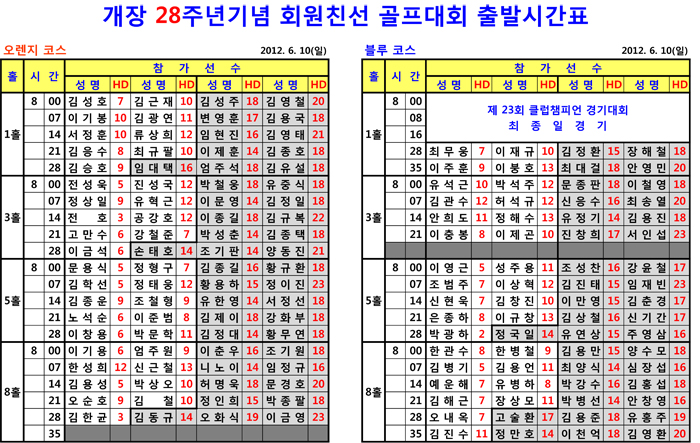 개장 28주년기념 회원친선 골프대회 출발시간표
오렌지 코스 2012. 6. 10(일)
홀 시 간 참 가 선 수
성 명 HD 성 명 HD 성 명 HD 성 명 HD
1홀 8 00 김 성 호 7 김 근 재 10 김 성 주 18 김 영 철 20
07 이 기 봉 10 김 광 연 11 변 영 훈 17 김 용 국 18
14 서 정 훈 10 류 상 희 12 임 현 진 16 김 영 태 21
21 김 응 수 8 최 규 팔 10 이 제 훈 14 김 종 호 18
28 김 승 호 9 임 대 택 16 엄 주 석 18 김 유 설 18
3홀 8 00 전 성 욱 5 진 성 국 12 박 철 웅 18 유 중 식 18
07 정 상 일 9 유 혁 근 12 이 문 영 14 김 정 일 18
14 전 호 3 공 강 호 12 이 종 길 18 김 규 복 22
21 고 만 수 6 강 철 준 7 박 성 춘 14 김 종 택 18
28 이 금 석 6 손 태 호 14 조 기 판 14 양 동 진 21
5홀 8 00 문 용 식 5 정 형 구 7 김 종 길 16 황 규 환 18
07 김 학 선 5 정 태 웅 12 황 용 하 15 정 이 진 23
14 김 종 운 9 조 철 형 9 유 한 영 14 서 정 선 18
21 노 석 순 6 이 준 범 8 김 제 이 18 강 화 부 18
28 이 창 용 6 박 문 학 11 김 정 대 14 황 무 연 18
8홀 8 00 이 기 용 6 엄 주 원 9 이 춘 우 16 조 기 원 18
07 한 성 희 12 신 근 철 13 니 노 이 14 임 정 규 16
14 김 용 성 5 박 상 오 10 허 명 욱 18 문 경 호 20
21 오 순 호 9 김 철 10 정 인 희 15 박 종 팔 18
28 김 한 균 3 김 동 규 14 오 화 식 19 이 금 영 23
35
블루 코스 2012. 6. 10(일)
홀 시 간 참 가 선 수
성 명 HD 성 명 HD 성 명 HD 성 명 HD
1홀 8 00
제 23회 클럽챔피언 경기대회
08
최 종 일 경 기
16
28 최 무 웅 7 이 재 규 10 김 정 환 15 장 해 철 18
35 이 주 훈 9 이 붕 호 13 최 대 걸 18 안 영 민 20
3홀 8 00 유 석 근 10 박 석 주 12 문 종 판 18 이 철 영 18
07 김 관 수 12 허 석 규 12 신 응 수 16 최 송 열 20
14 안 희 도 11 정 해 수 13 유 정 기 14 김 용 진 18
21 이 충 봉 8 이 제 곤 10 진 창 희 17 서 인 섭 23
5홀 8 00 이 영 근 5 성 주 용 11 조 성 찬 16 강 윤 철 17
07 조 범 주 7 이 상 혁 12 김 진 태 15 임 재 빈 23
14 신 현 욱 7 김 창 진 10 이 만 영 15 김 춘 경 17
21 은 종 하 8 이 규 창 13 김 상 철 16 신 기 간 17
28 박 광 하 2 정 국 일 14 유 연 상 15 주 영 삼 16
8홀 8 00 한 관 수 8 한 병 철 9 김 용 만 15 양 수 모 18
07 김 병 기 5 김 용 언 11 최 양 식 14 심 장 섭 16
14 예 운 해 7 유 병 하 8 박 강 수 16 김 홍 섭 18
21 김 해 근 7 장 상 모 11 박 병 선 14 안 창 영 16
28 오 내 옥 7 고 술 환 17 김 용 준 18 유 홍 주 19
35 김 진 수 11 정 만 호 14 이 천 억 18 김 영 환 20